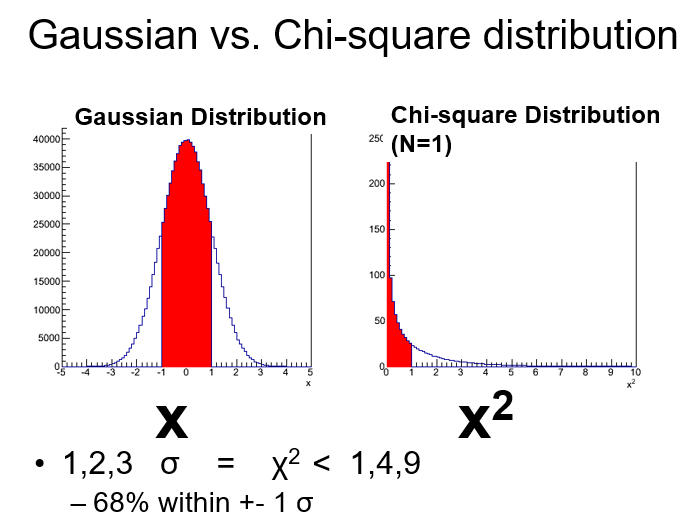 Gaussian vs. Chi-square distribution
Gaussian Distribution
40000
35000
30000
25000
20000
15000
10000
5000
0
-5 -4 -3 -2 -1 0 1 2 3 4 5
x
Chi-square Distribution
(N=1)
250
200
150
100
50
0
0 1 2 3 4 5 6 7 8 9 10
x²
x
x²
• 1,2,3 σ = χ² < 1,4,9
– 68% within +- 1 σ